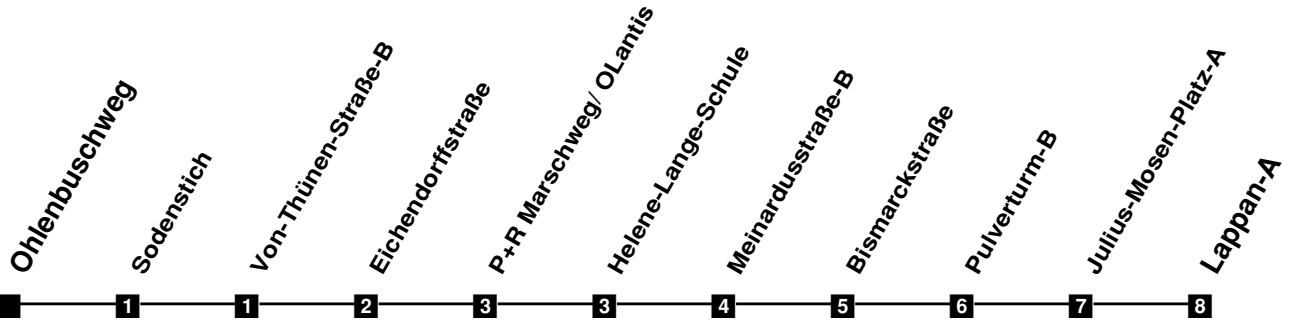 Ohlenbuschweg
Sodenstich
Von-Thünen-Straße-B
Eichendorffstraße
P+R Marschweg/ OLantis
Helene-Lange-Schule
Meinardusstraße-B
Bismarckstraße
Pulverturm-B
Julius-Mosen-Platz-A
Lappan-A
1 1 2 3 3 4 5 6 7 8